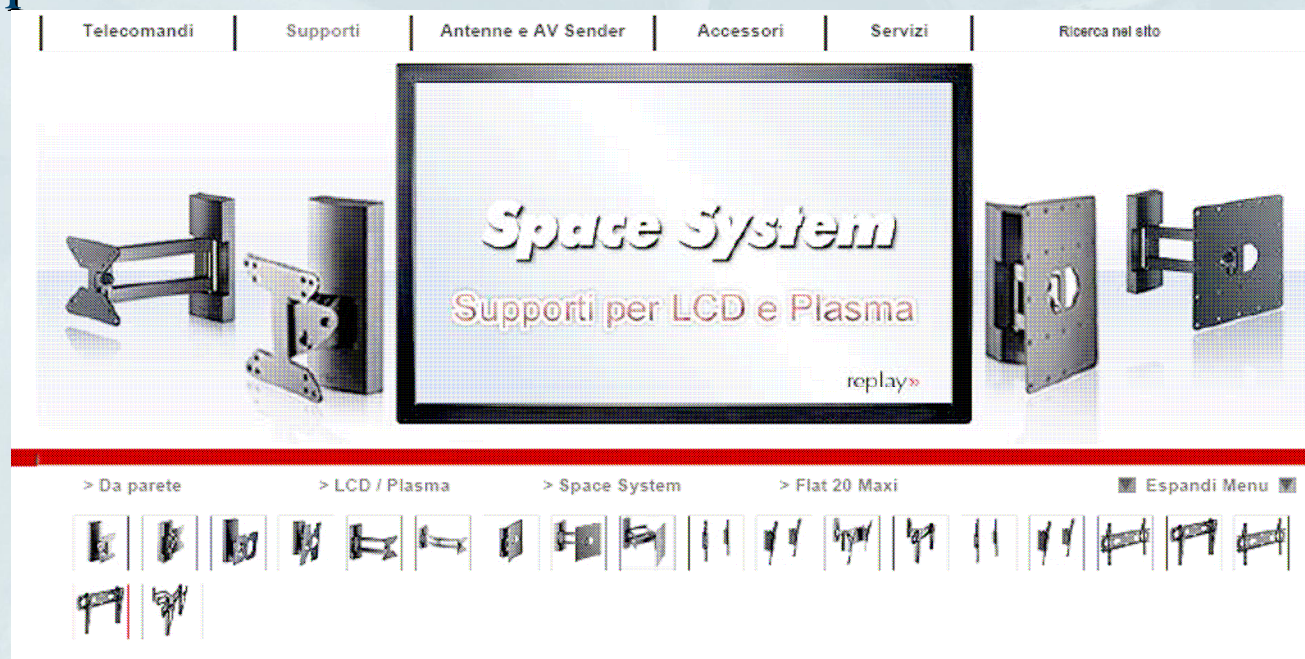 Telecomandi Supporti Antenne e AV Sender Accessori Servizi Ricerca nel sito
Space System
Supporti per LCD e Plasma
replay»
> Da parete > LCD / Plasma > Space System > Flat 20 Maxi Espandi Menu